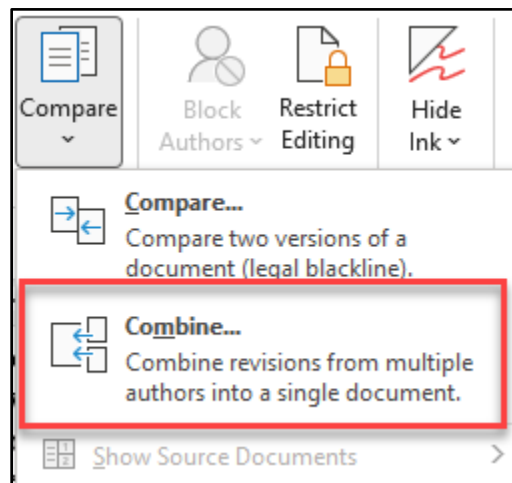 Compare
Block
Authors
Restrict
Editing
Hide
Ink
Compare...
Compare two versions of a
document (legal blackline).
Combine...
Combine revisions from multiple
authors into a single document.
Show Source Documents